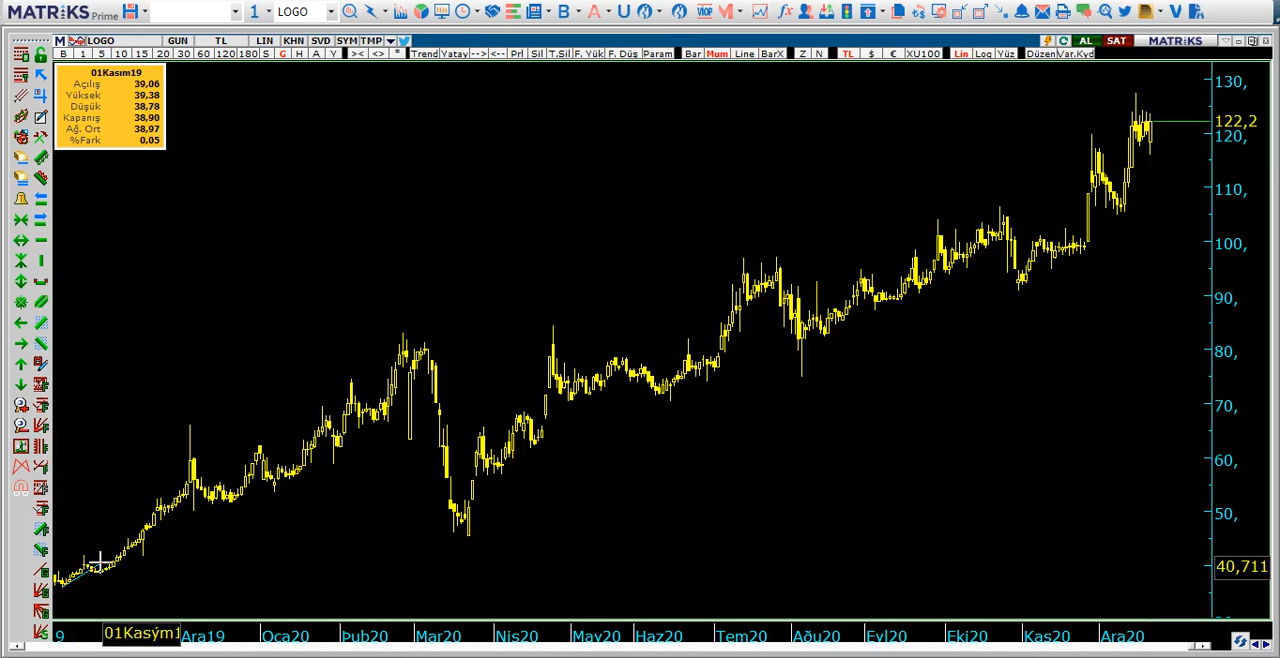 MATRIKS Prime 1 LOGO B A U VIOP M fx V
M LOGO GUN TL LIN KHN SVD SYM TMP AL SAT MATRIKS
B 1 5 10 15 20 30 60 120 180 S G H A Y >< <> * Trend Yatay --> <-- Prl Sil T.Sil F. Yük F. Düş Param Bar Mum Line BarX Z N TL $ € XU100 Lin Log Yüz Düzen Var.Kyd
01Kasım19
Açılış 39,06
Yüksek 39,38
Düşük 38,78
Kapanış 38,90
Ağ. Ort 38,97
%Fark 0,05
130,
122,2
120,
110,
100,
90,
80,
70,
60,
50,
40,711
9 01Kasým1 Ara19 Oca20 Þub20 Mar20 Nis20 May20 Haz20 Tem20 Aðu20 Evl20 Eki20 Kas20 Ara20